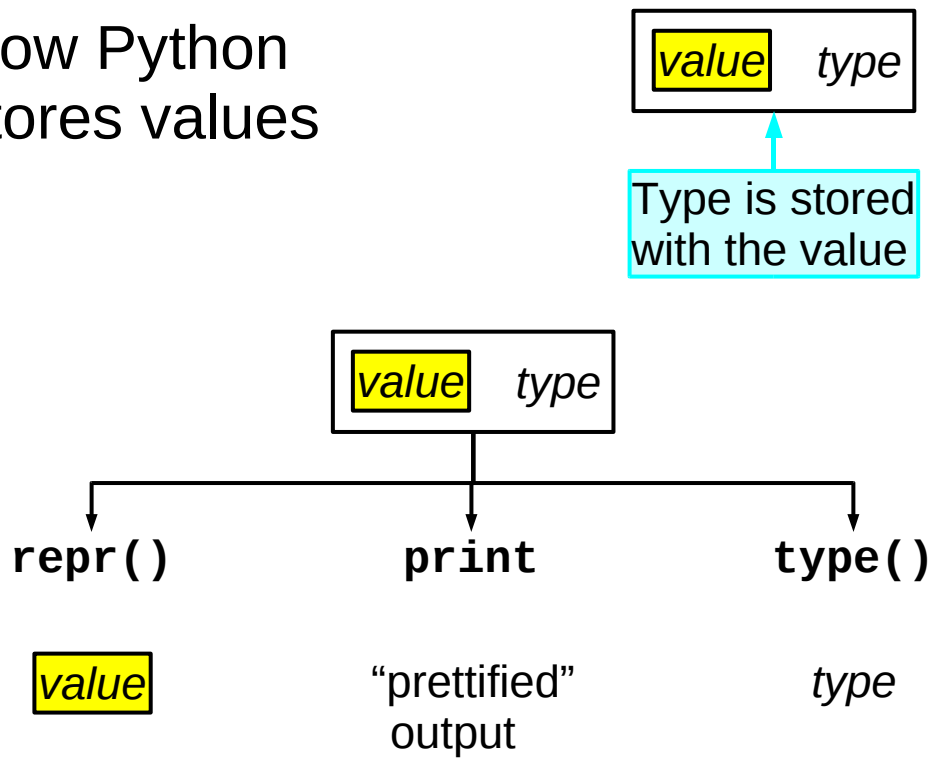 ow Python
tores values
value type
Type is stored
with the value
value type
repr() print type()
value “prettified” type
output